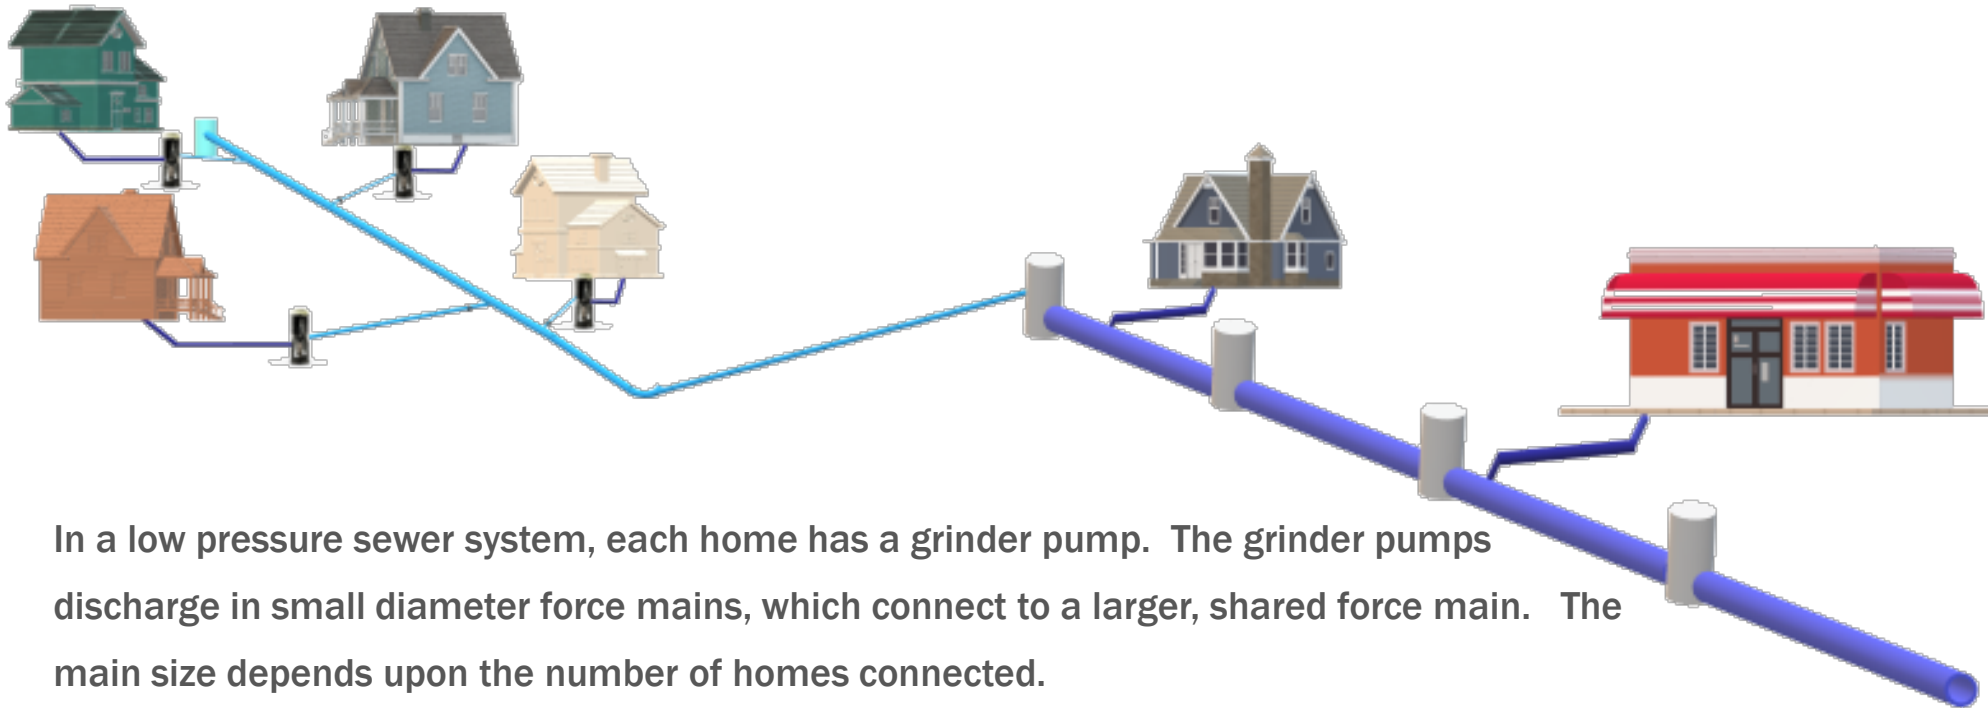 In a low pressure sewer system, each home has a grinder pump.  The grinder pumps
discharge in small diameter force mains, which connect to a larger, shared force main.   The
main size depends upon the number of homes connected.